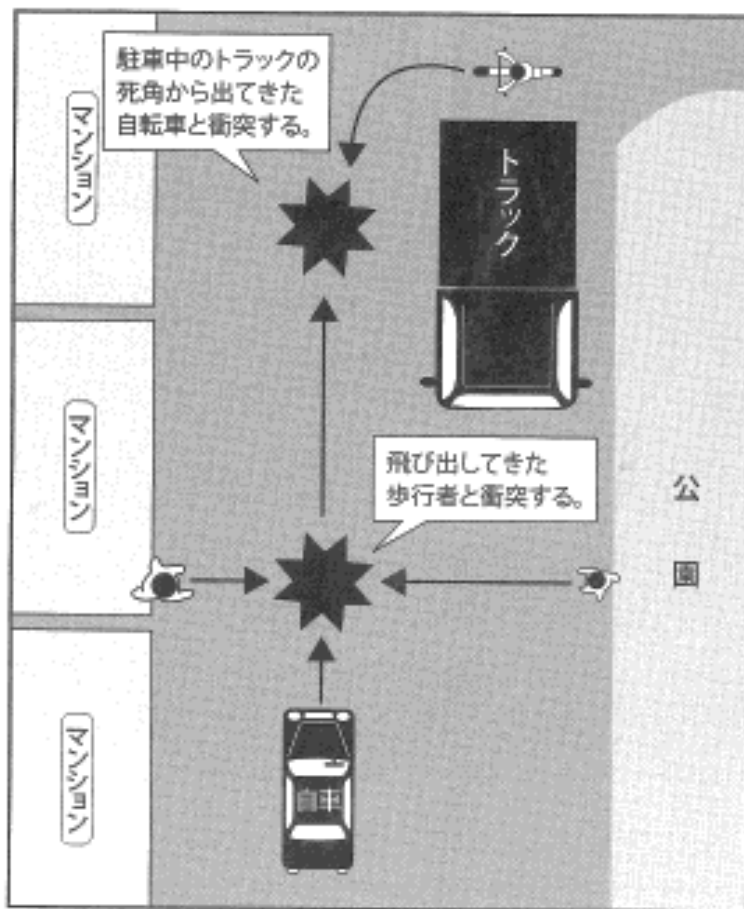 駐車中のトラックの
死角から出てきた
自転車と衝突する。
マンション
トラック
マンション
飛び出してきた
歩行者と衝突する。
公園
マンション
自車